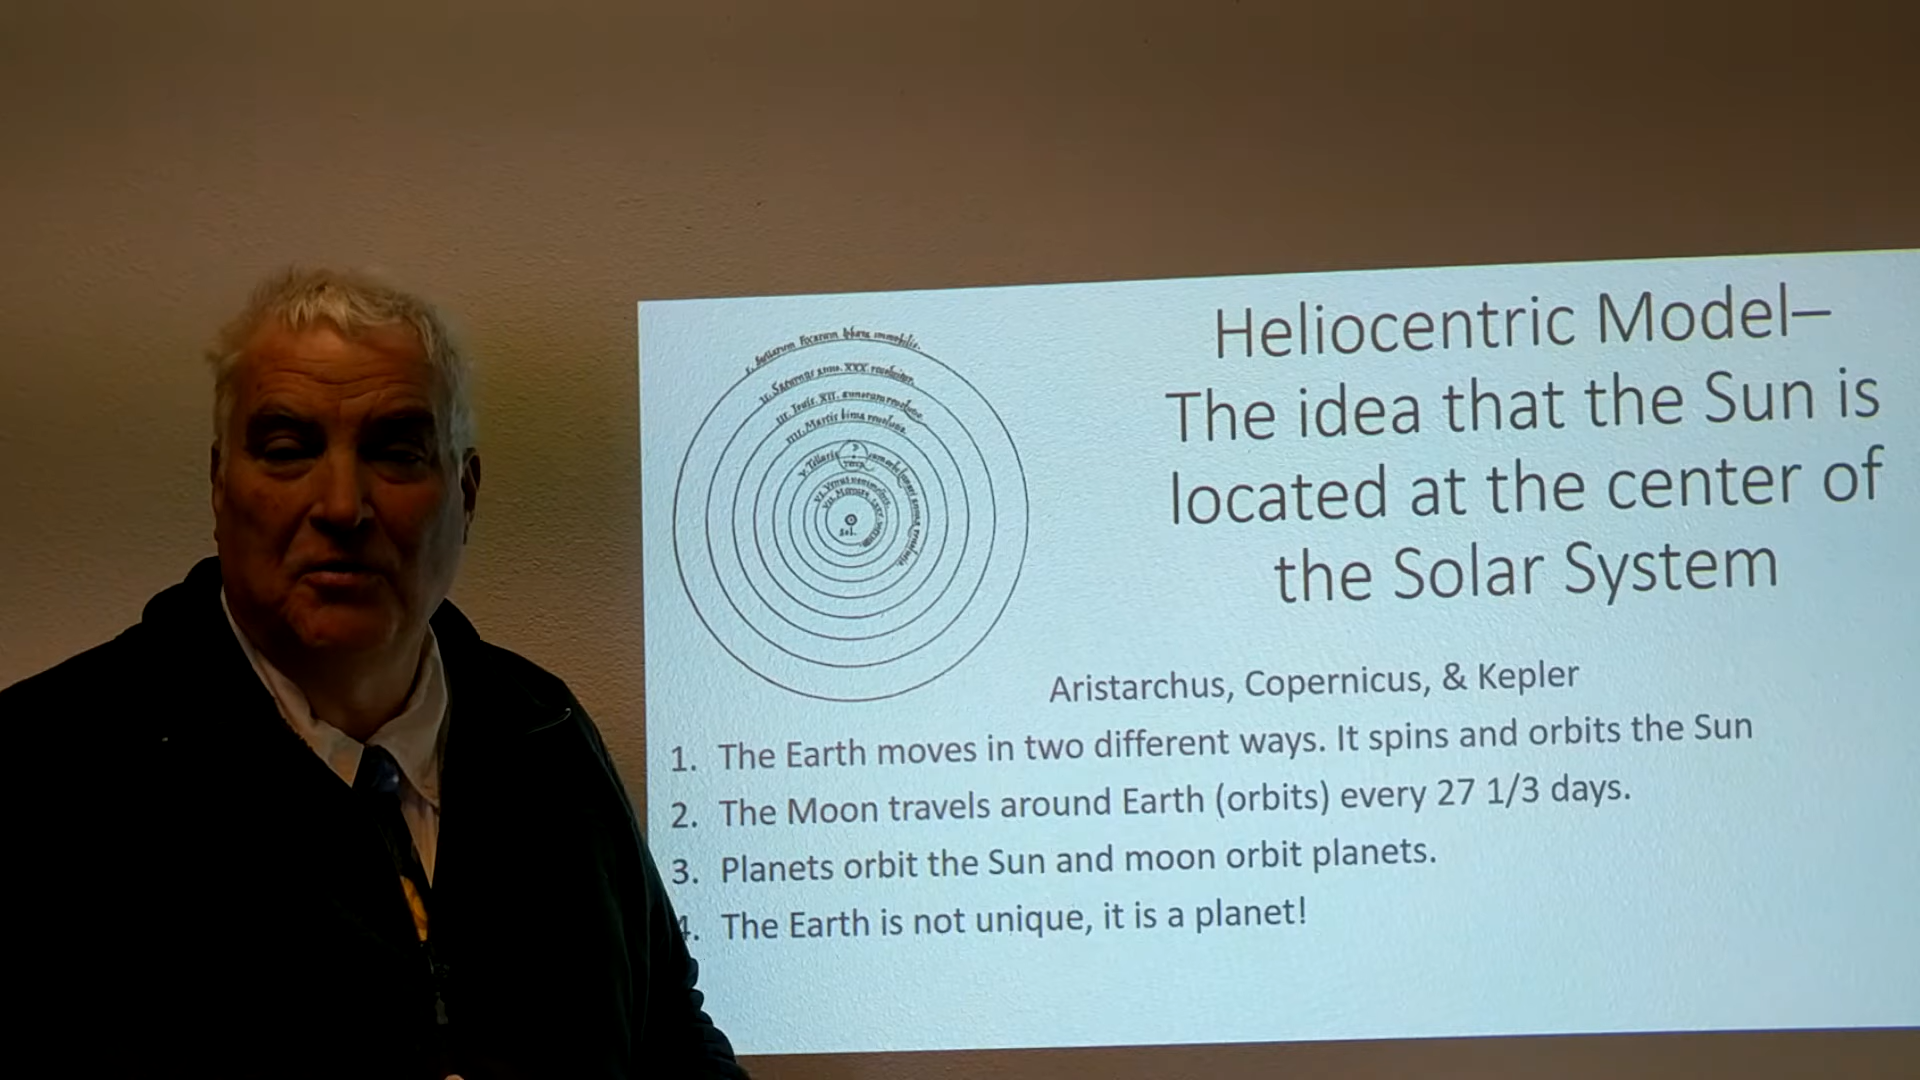 Heliocentric Model–
The idea that the Sun is
located at the center of
the Solar System
Aristarchus, Copernicus, & Kepler
1. The Earth moves in two different ways. It spins and orbits the Sun
2. The Moon travels around Earth (orbits) every 27 1/3 days.
3. Planets orbit the Sun and moon orbit planets.
4. The Earth is not unique, it is a planet!
Sol.